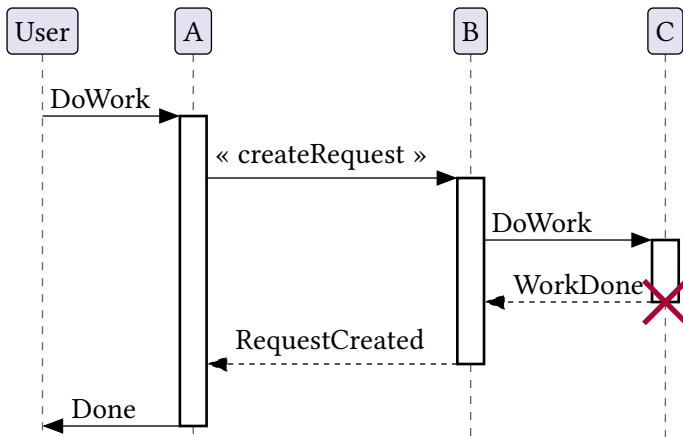 User
A
B
C
DoWork
« createRequest »
DoWork
WorkDone
RequestCreated
Done